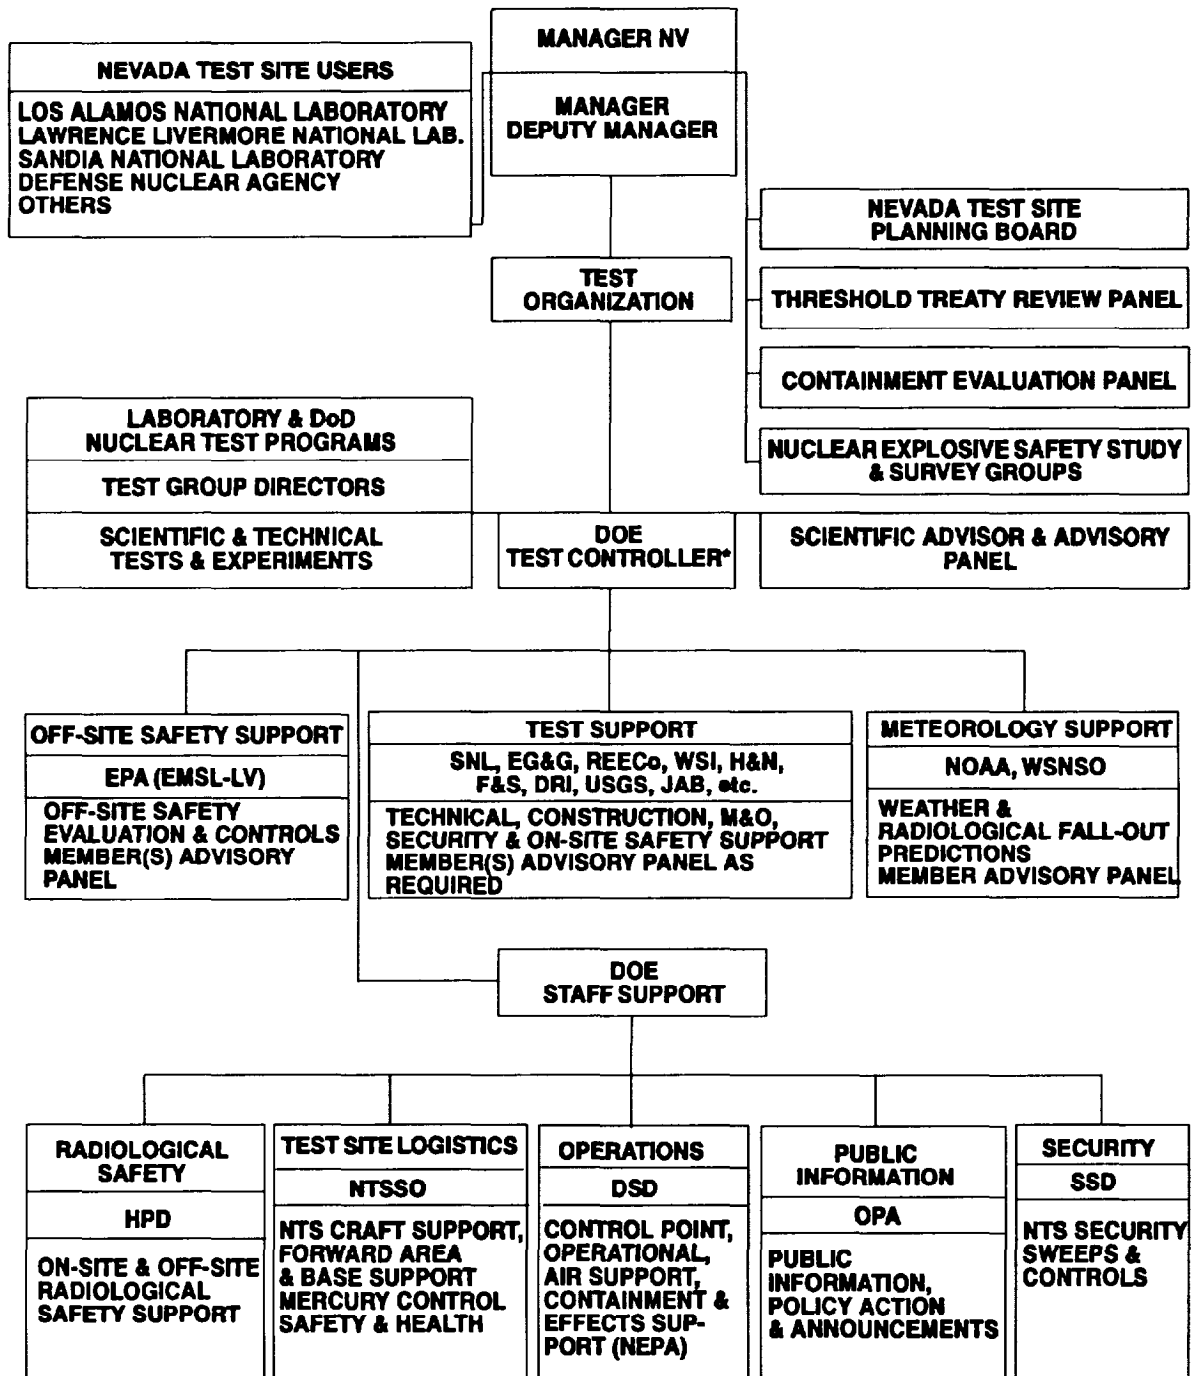 MANAGER NV
MANAGER
DEPUTY MANAGER
NEVADA TEST SITE USERS
LOS ALAMOS NATIONAL LABORATORY
LAWRENCE LIVERMORE NATIONAL LAB.
SANDIA NATIONAL LABORATORY
DEFENSE NUCLEAR AGENCY
OTHERS
NEVADA TEST SITE
PLANNING BOARD
TEST
ORGANIZATION
THRESHOLD TREATY REVIEW PANEL
CONTAINMENT EVALUATION PANEL
NUCLEAR EXPLOSIVE SAFETY STUDY
& SURVEY GROUPS
LABORATORY & DoD
NUCLEAR TEST PROGRAMS
TEST GROUP DIRECTORS
SCIENTIFIC & TECHNICAL
TESTS & EXPERIMENTS
DOE
TEST CONTROLLER*
SCIENTIFIC ADVISOR & ADVISORY
PANEL
OFF-SITE SAFETY SUPPORT
EPA (EMSL-LV)
OFF-SITE SAFETY
EVALUATION & CONTROLS
MEMBER(S) ADVISORY
PANEL
TEST SUPPORT
SNL, EG&G, REECo, WSI, H&N,
F&S, DRI, USGS, JAB, etc.
TECHNICAL, CONSTRUCTION, M&O,
SECURITY & ON-SITE SAFETY SUPPORT
MEMBER(S) ADVISORY PANEL AS
REQUIRED
METEOROLOGY SUPPORT
NOAA, WSNSO
WEATHER &
RADIOLOGICAL FALL-OUT
PREDICTIONS
MEMBER ADVISORY PANEL
DOE
STAFF SUPPORT
RADIOLOGICAL
SAFETY
HPD
ON-SITE & OFF-SITE
RADIOLOGICAL
SAFETY SUPPORT
TEST SITE LOGISTICS
NTSSO
NTS CRAFT SUPPORT,
FORWARD AREA
& BASE SUPPORT
MERCURY CONTROL
SAFETY & HEALTH
OPERATIONS
DSD
CONTROL POINT,
OPERATIONAL,
AIR SUPPORT,
CONTAINMENT &
EFFECTS SUP-
PORT (NEPA)
PUBLIC
INFORMATION
OPA
PUBLIC
INFORMATION,
POLICY ACTION
& ANNOUNCEMENTS
SECURITY
SSD
NTS SECURITY
SWEEPS &
CONTROLS